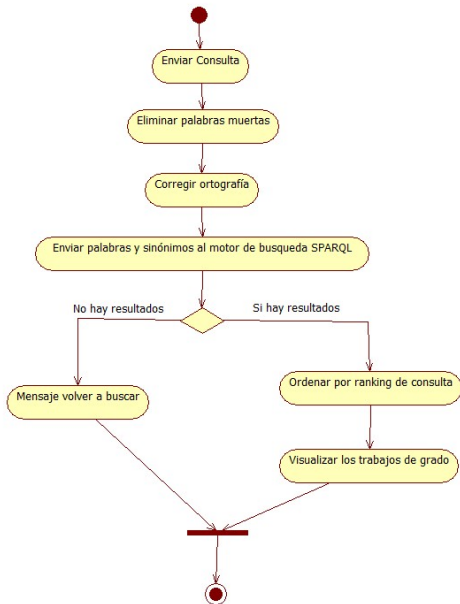 Enviar Consulta
Eliminar palabras muertas
Corregir ortografía
Enviar palabras y sinónimos al motor de busqueda SPARQL
No hay resultados
Si hay resultados
Mensaje volver a buscar
Ordenar por ranking de consulta
Visualizar los trabajos de grado